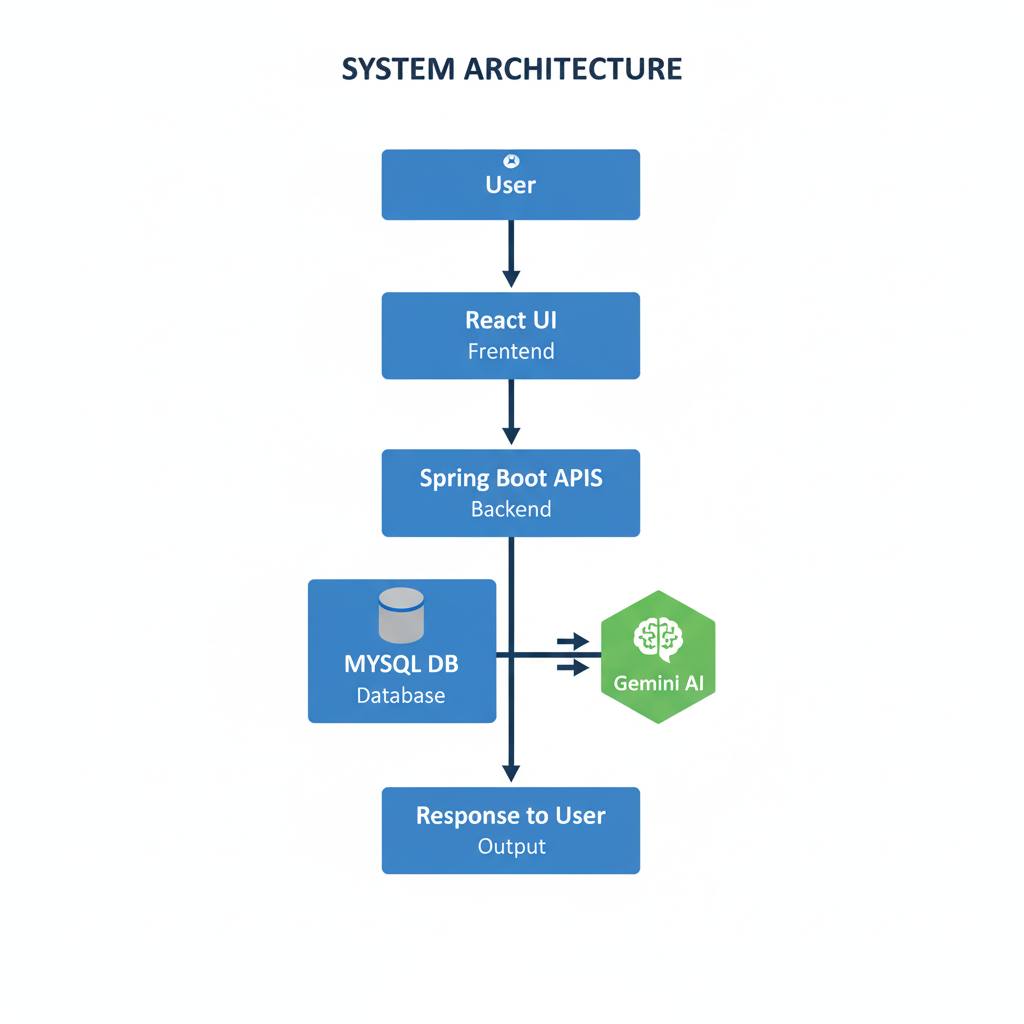 SYSTEM ARCHITECTURE
User
React UI
Frentend
Spring Boot APIS
Backend
MYSQL DB
Database
Gemini AI
Response to User
Output